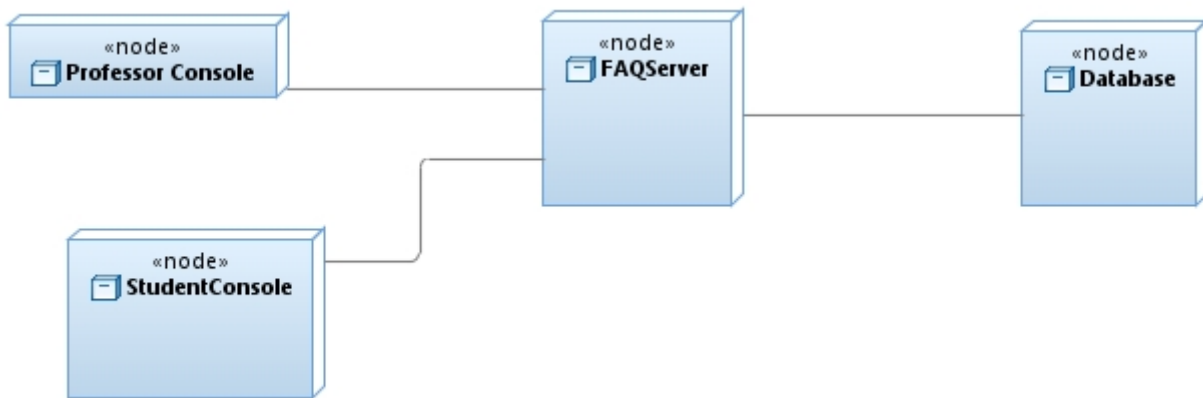 «node»
Professor Console
«node»
FAQServer
«node»
Database
«node»
StudentConsole